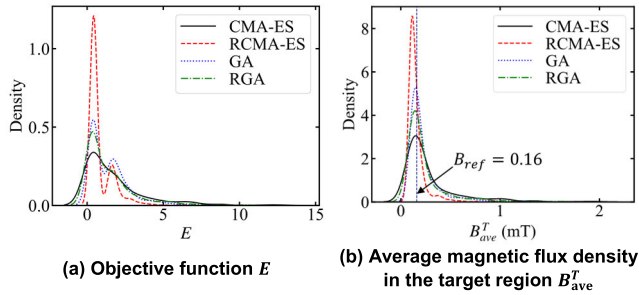 (a)
(b)
CMA-ES
RCMA-ES
GA
RGA
CMA-ES
RCMA-ES
GA
RGA
Density
1.0
0.5
0.0
0
5
10
15
E
Density
8
6
4
2
0
0
1
2
B_ref = 0.16
B^T_ave (mT)
(a) Objective function E
(b) Average magnetic flux density
in the target region B^T_ave